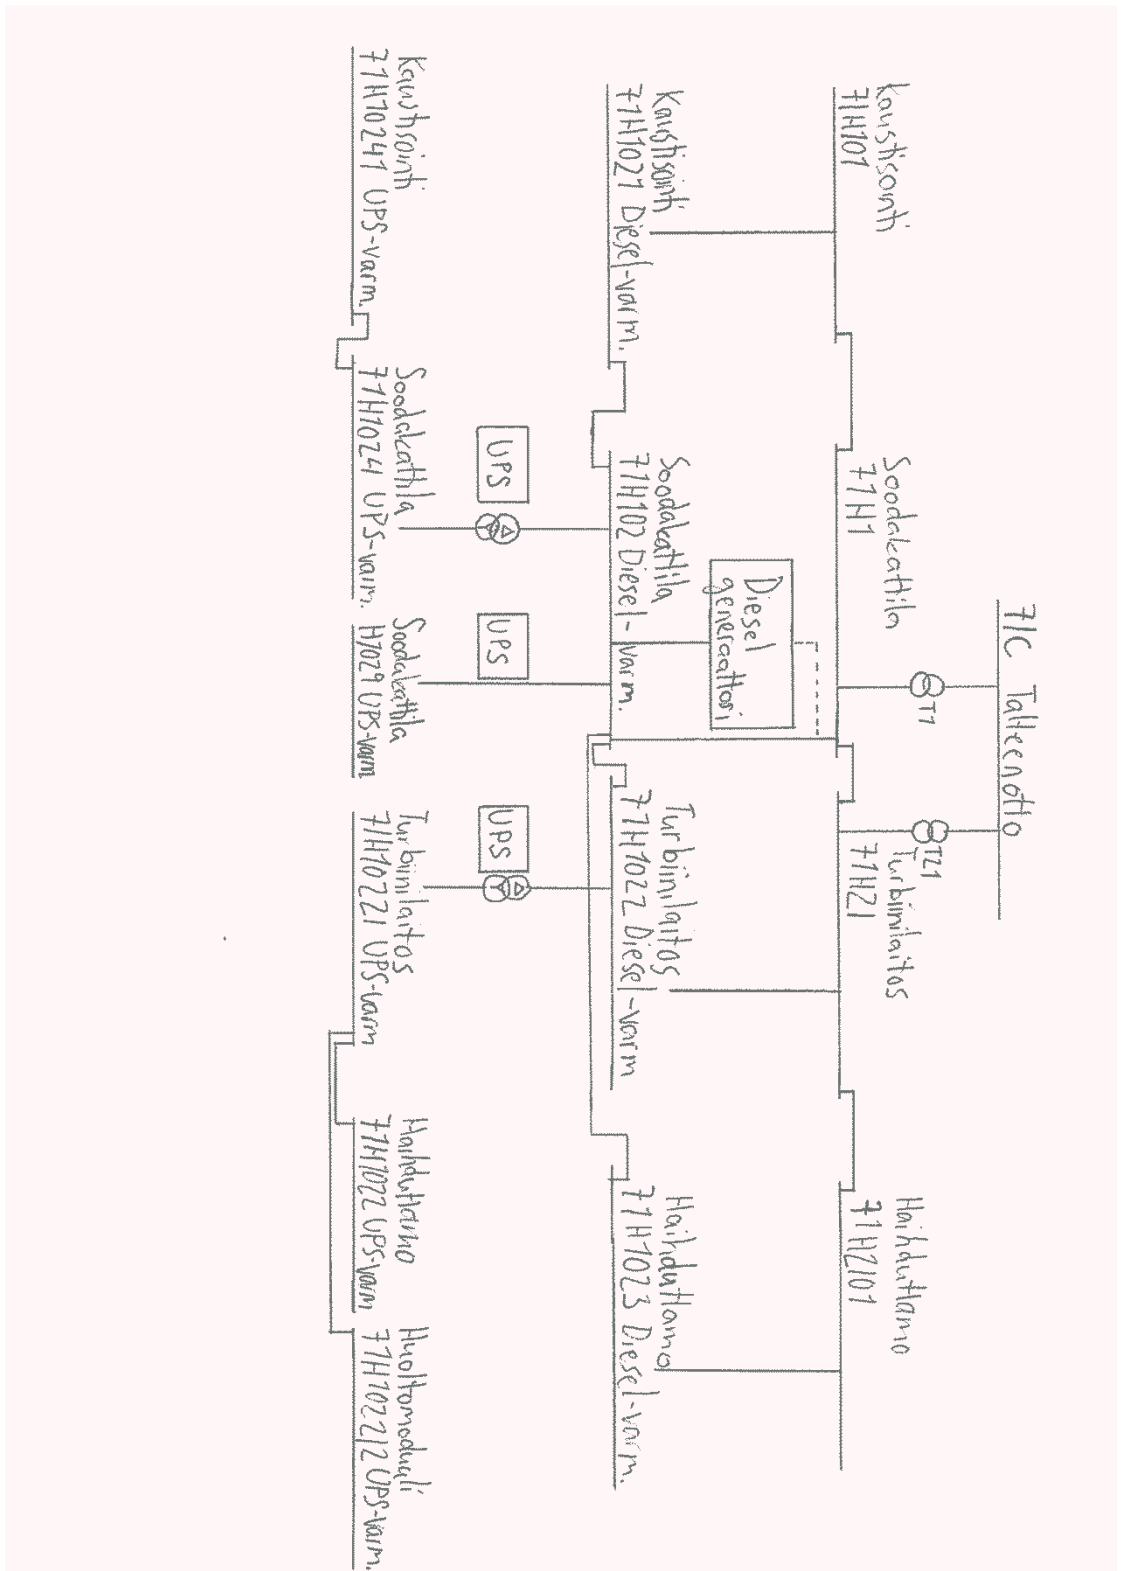 71C Talteenotto
T1
T21
Kaustisointi
71H101
Soodakattila
71H1
Turbiinilaitos
71H21
Haihduttamo
71H2101
Diesel
generaattori
Kaustisointi
71H1021 Diesel-varm.
Soodakattila
71H102 Diesel-varm.
Turbiinilaitos
71H1022 Diesel-varm
Haihduttamo
71H1023 Diesel-varm.
UPS
UPS
UPS
Kaustisointi
71H10241 UPS-varm.
Soodakattila
71H1024 UPS-varm.
Soodakattila
H1029 UPS-varm
Turbiinilaitos
71H10221 UPS-varm
Haihduttamo
71H1022 UPS-varm
Huoltomoduuli
71H102212 UPS-varm.